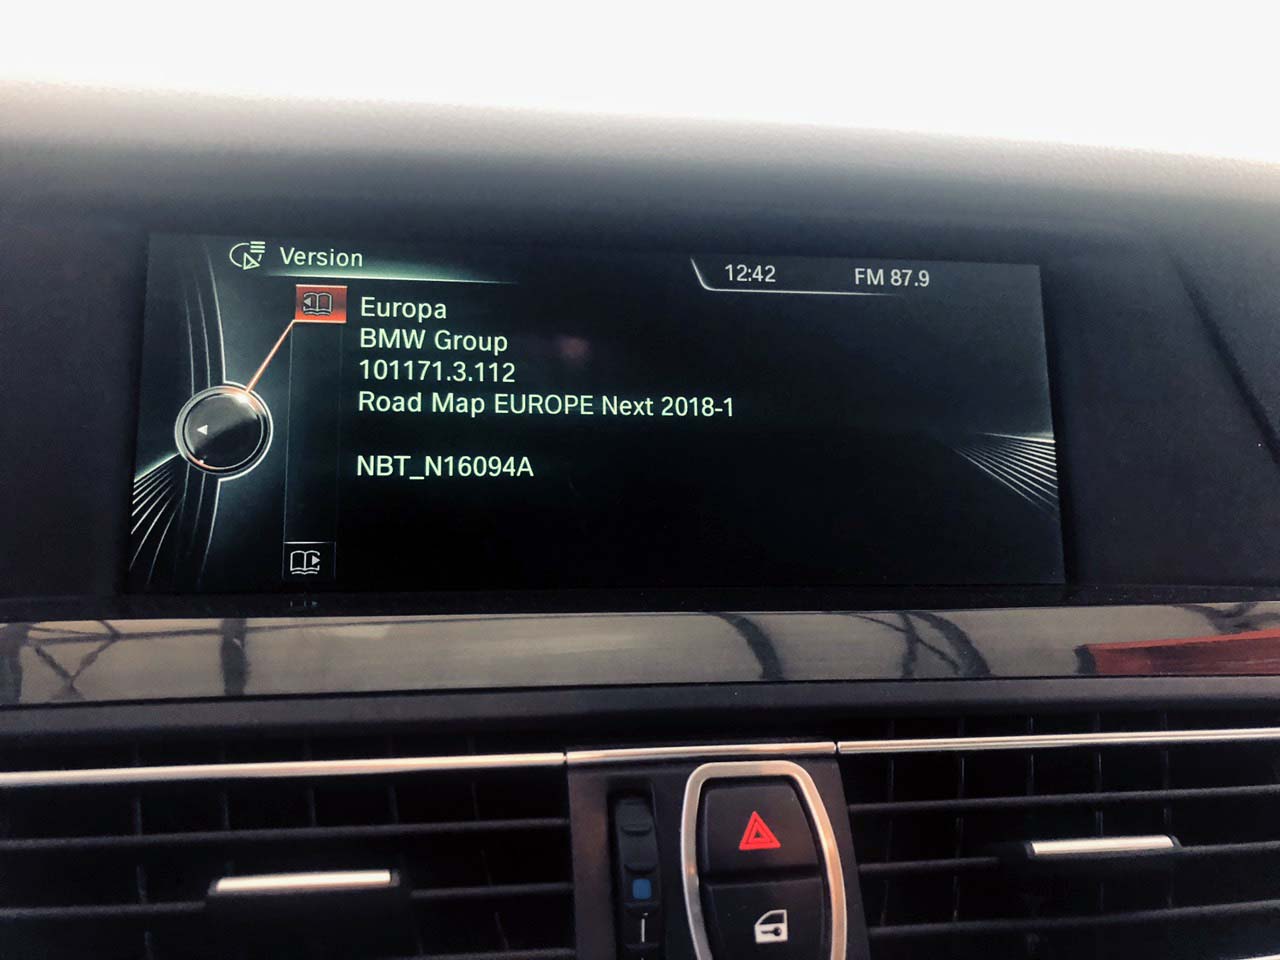 Version
12:42
FM 87.9
Europa
BMW Group
101171.3.112
Road Map EUROPE Next 2018-1
NBT_N16094A